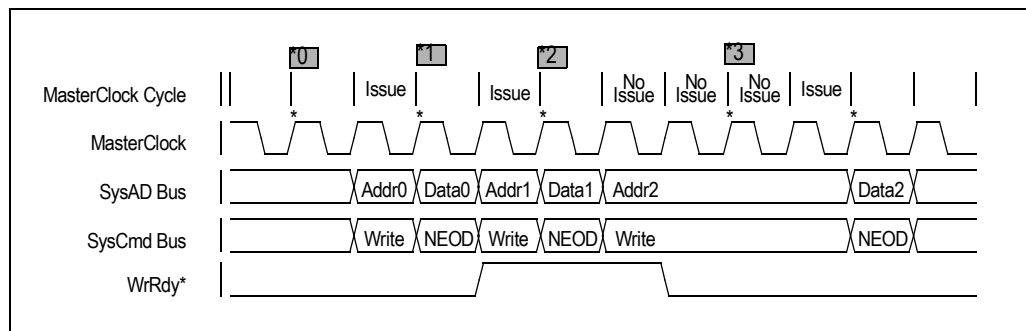 *0 *1 *2 *3
MasterClock Cycle Issue Issue No Issue No Issue No Issue Issue
* * * * *
MasterClock
SysAD Bus Addr0 Data0 Addr1 Data1 Addr2 Data2
SysCmd Bus Write NEOD Write NEOD Write NEOD
WrRdy*